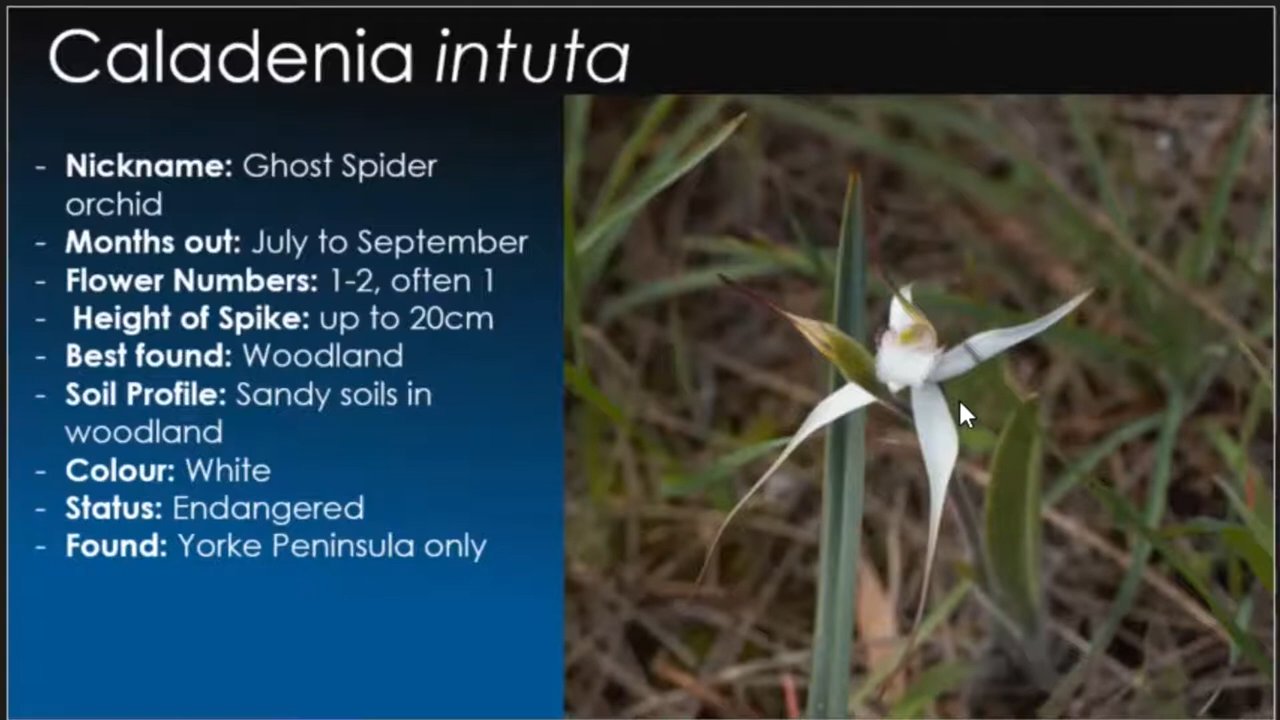 Caladenia intuta
- Nickname: Ghost Spider
orchid
- Months out: July to September
- Flower Numbers: 1-2, often 1
- Height of Spike: up to 20cm
- Best found: Woodland
- Soil Profile: Sandy soils in
woodland
- Colour: White
- Status: Endangered
- Found: Yorke Peninsula only